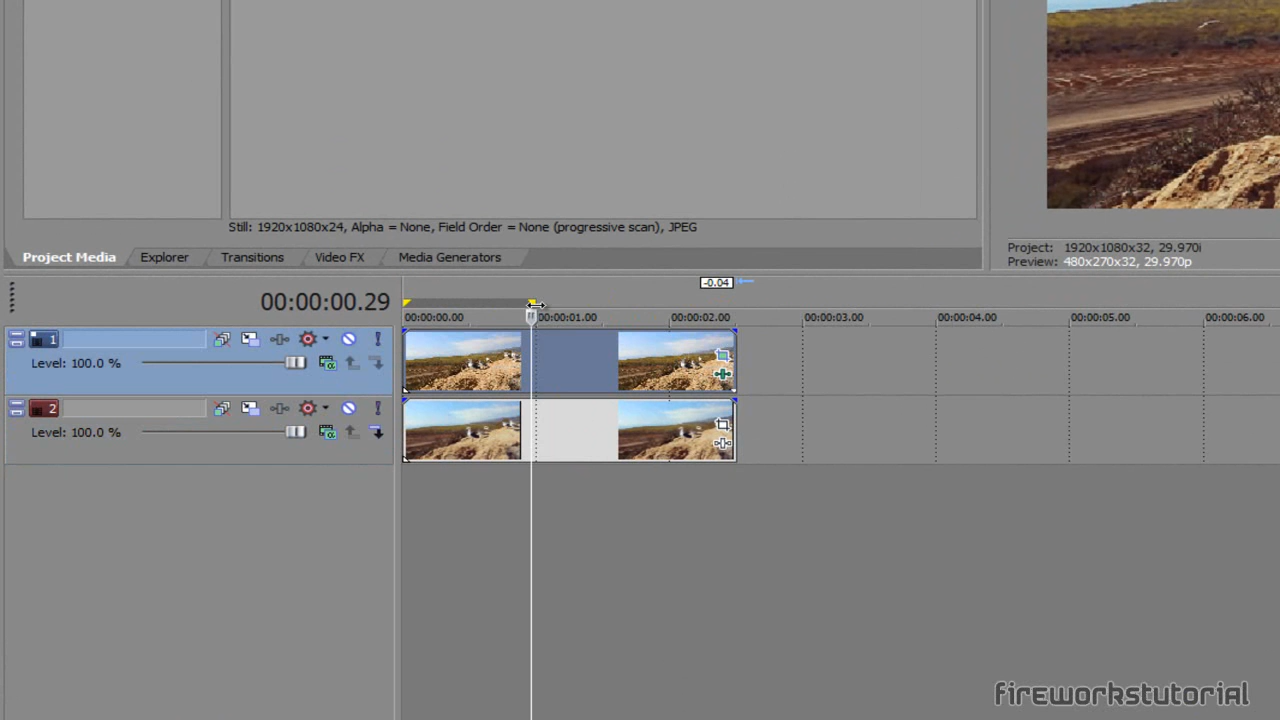 Still: 1920x1080x24, Alpha = None, Field Order = None (progressive scan), JPEG
Project Media Explorer Transitions Video FX Media Generators
Project: 1920x1080x32, 29.970i
Preview: 480x270x32, 29.970p
-0.04
00:00:00.29
00:00:00.00 00:00:01.00 00:00:02.00 00:00:03.00 00:00:04.00 00:00:05.00 00:00:06.00
1
Level: 100.0 %
2
Level: 100.0 %
fireworkstutorial